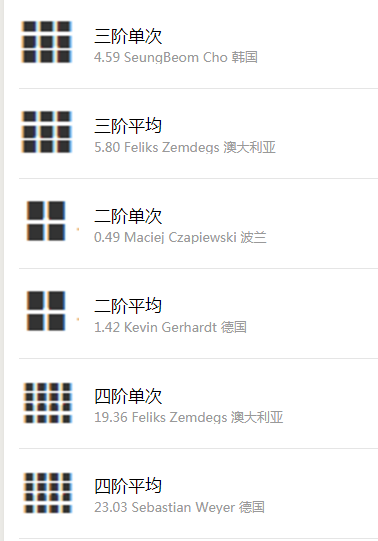 三阶单次
4.59 SeungBeom Cho 韩国
三阶平均
5.80 Feliks Zemdegs 澳大利亚
二阶单次
0.49 Maciej Czapiewski 波兰
二阶平均
1.42 Kevin Gerhardt 德国
四阶单次
19.36 Feliks Zemdegs 澳大利亚
四阶平均
23.03 Sebastian Weyer 德国